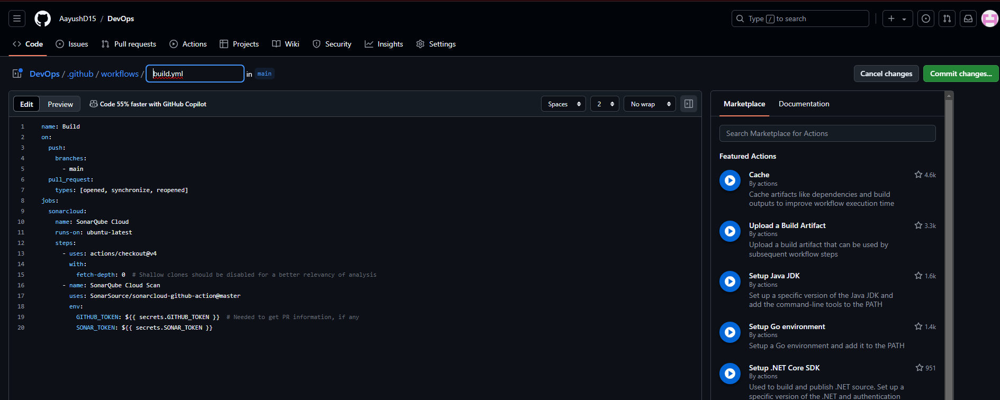 AayushD15 / DevOps
Type / to search
Code Issues Pull requests Actions Projects Wiki Security Insights Settings
DevOps / .github / workflows / build.yml in main
Cancel changes Commit changes...
Edit Preview Code 55% faster with GitHub Copilot Spaces 2 No wrap
1 name: Build
2 on:
3 push:
4 branches:
5 - main
6 pull_request:
7 types: [opened, synchronize, reopened]
8 jobs:
9 sonarcloud:
10 name: SonarQube Cloud
11 runs-on: ubuntu-latest
12 steps:
13 - uses: actions/checkout@v4
14 with:
15 fetch-depth: 0 # Shallow clones should be disabled for a better relevancy of analysis
16 - name: SonarQube Cloud Scan
17 uses: SonarSource/sonarcloud-github-action@master
18 env:
19 GITHUB_TOKEN: ${{ secrets.GITHUB_TOKEN }} # Needed to get PR information, if any
20 SONAR_TOKEN: ${{ secrets.SONAR_TOKEN }}
Marketplace Documentation
Search Marketplace for Actions
Featured Actions
Cache 4.6k
By actions
Cache artifacts like dependencies and build
outputs to improve workflow execution time
Upload a Build Artifact 3.3k
By actions
Upload a build artifact that can be used by
subsequent workflow steps
Setup Java JDK 1.6k
By actions
Set up a specific version of the Java JDK and
add the command-line tools to the PATH
Setup Go environment 1.4k
By actions
Setup a Go environment and add it to the PATH
Setup .NET Core SDK 951
By actions
Used to build and publish .NET source. Set up a
specific version of the .NET and authentication